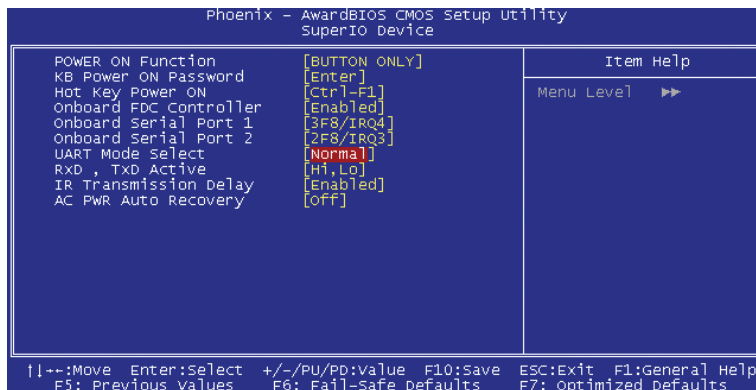 Phoenix - AwardBIOS CMOS Setup Utility
SuperIO Device
POWER ON Function [BUTTON ONLY]
KB Power ON Password [Enter]
Hot Key Power ON [Ctrl-F1]
Onboard FDC Controller [Enabled]
Onboard Serial Port 1 [3F8/IRQ4]
Onboard Serial Port 2 [2F8/IRQ3]
UART Mode Select [Normal]
RxD , TxD Active [Hi,Lo]
IR Transmission Delay [Enabled]
AC PWR Auto Recovery [Off]
Item Help
Menu Level ▶▶
↑↓→←:Move Enter:Select +/-/PU/PD:Value F10:Save ESC:Exit F1:General Help
F5: Previous Values F6: Fail-Safe Defaults F7: Optimized Defaults